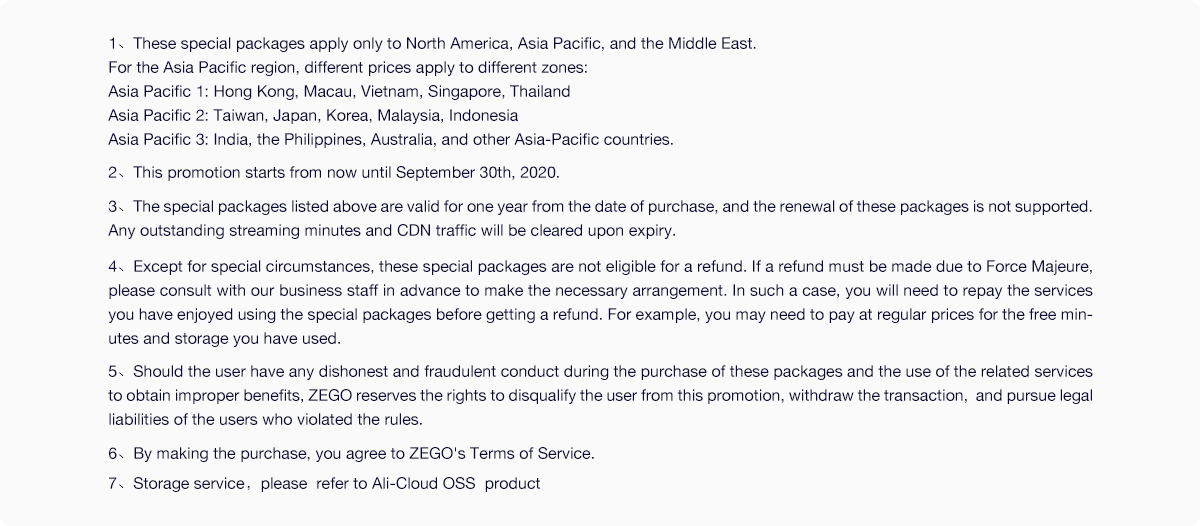 1、These special packages apply only to North America, Asia Pacific, and the Middle East.
For the Asia Pacific region, different prices apply to different zones:
Asia Pacific 1: Hong Kong, Macau, Vietnam, Singapore, Thailand
Asia Pacific 2: Taiwan, Japan, Korea, Malaysia, Indonesia
Asia Pacific 3: India, the Philippines, Australia, and other Asia-Pacific countries.
2、This promotion starts from now until September 30th, 2020.
3、The special packages listed above are valid for one year from the date of purchase, and the renewal of these packages is not supported.
Any outstanding streaming minutes and CDN traffic will be cleared upon expiry.
4、Except for special circumstances, these special packages are not eligible for a refund. If a refund must be made due to Force Majeure,
please consult with our business staff in advance to make the necessary arrangement. In such a case, you will need to repay the services
you have enjoyed using the special packages before getting a refund. For example, you may need to pay at regular prices for the free min-
utes and storage you have used.
5、Should the user have any dishonest and fraudulent conduct during the purchase of these packages and the use of the related services
to obtain improper benefits, ZEGO reserves the rights to disqualify the user from this promotion, withdraw the transaction,  and pursue legal
liabilities of the users who violated the rules.
6、By making the purchase, you agree to ZEGO's Terms of Service.
7、Storage service，please  refer to Ali-Cloud OSS  product